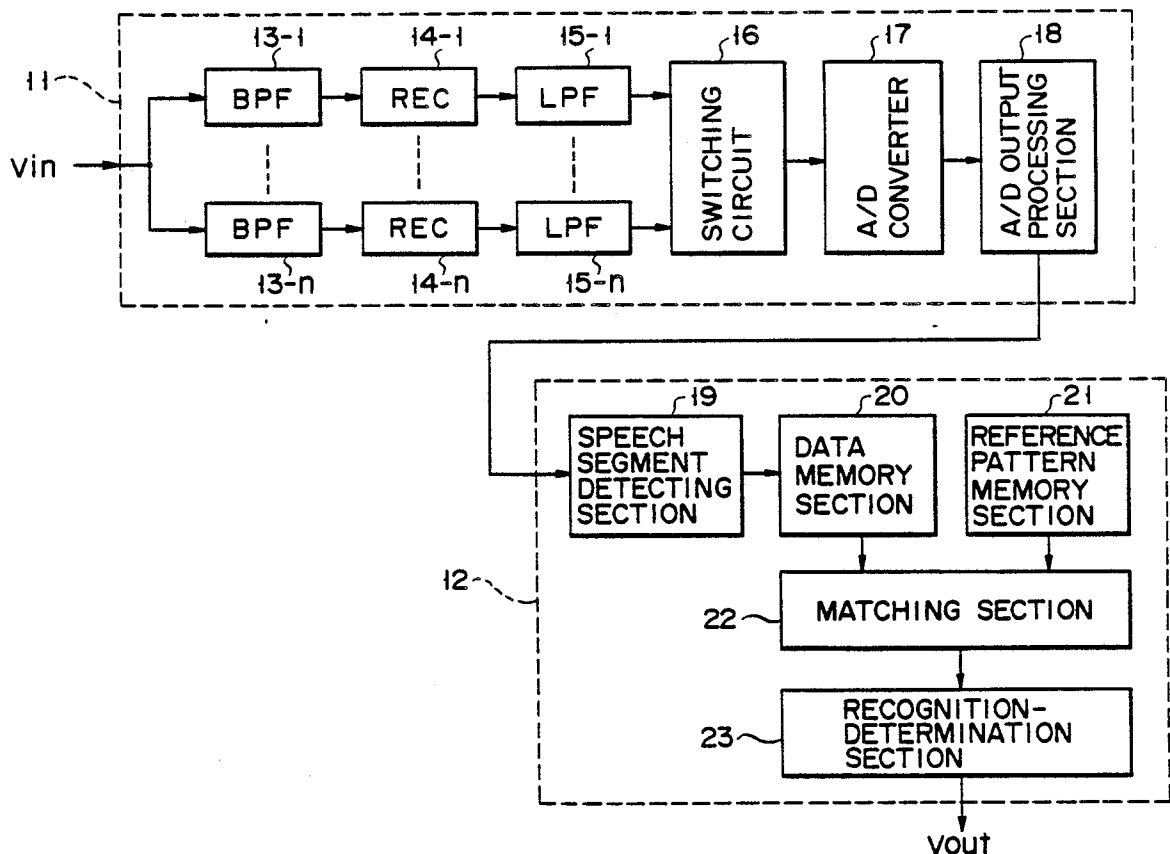 13-1
14-1
15-1
16
17
18
11
BPF
REC
LPF
SWITCHING
CIRCUIT
A/D
CONVERTER
A/D OUTPUT
PROCESSING
SECTION
Vin
BPF
REC
LPF
13-n
14-n
15-n
19
20
21
SPEECH
SEGMENT
DETECTING
SECTION
DATA
MEMORY
SECTION
REFERENCE
PATTERN
MEMORY
SECTION
12
22
MATCHING SECTION
23
RECOGNITION-
DETERMINATION
SECTION
Vout